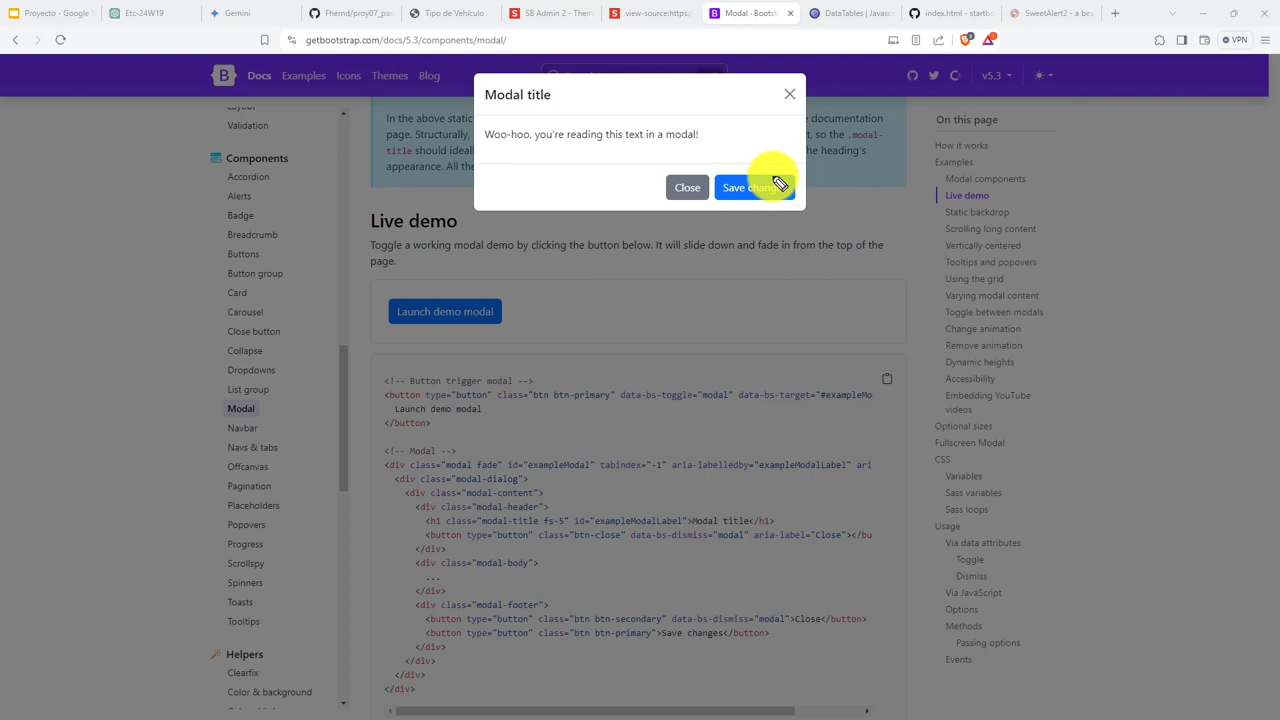 Proyecto - Google S
Etc-24W19
Gemini
Fhernd/proy07_pa
Tipo de Vehículo
SB Admin 2 - Them
view-source:https:/
Modal · Bootst
DataTables | Javasc
index.html - startbo
SweetAlert2 - a bea
getbootstrap.com/docs/5.3/components/modal/
VPN
Docs
Examples
Icons
Themes
Blog
v5.3
Modal title
Woo-hoo, you're reading this text in a modal!
Close
Save chan
In the above stati
documentation
page. Structurally,
t, so the .modal-
title should ideall
he heading's
appearance. All the
Live demo
Toggle a working modal demo by clicking the button below. It will slide down and fade in from the top of the
page.
Launch demo modal
<!-- Button trigger modal -->
<button type="button" class="btn btn-primary" data-bs-toggle="modal" data-bs-target="#exampleMo
Launch demo modal
</button>
<!-- Modal -->
<div class="modal fade" id="exampleModal" tabindex="-1" aria-labelledby="exampleModalLabel" ari
<div class="modal-dialog">
<div class="modal-content">
<div class="modal-header">
<h1 class="modal-title fs-5" id="exampleModalLabel">Modal title</h1>
<button type="button" class="btn-close" data-bs-dismiss="modal" aria-label="Close"></bu
</div>
<div class="modal-body">
...
</div>
<div class="modal-footer">
<button type="button" class="btn btn-secondary" data-bs-dismiss="modal">Close</button>
<button type="button" class="btn btn-primary">Save changes</button>
</div>
</div>
</div>
</div>
Validation
Components
Accordion
Alerts
Badge
Breadcrumb
Buttons
Button group
Card
Carousel
Close button
Collapse
Dropdowns
List group
Modal
Navbar
Navs & tabs
Offcanvas
Pagination
Placeholders
Popovers
Progress
Scrollspy
Spinners
Toasts
Tooltips
Helpers
Clearfix
Color & background
On this page
How it works
Examples
Modal components
Live demo
Static backdrop
Scrolling long content
Vertically centered
Tooltips and popovers
Using the grid
Varying modal content
Toggle between modals
Change animation
Remove animation
Dynamic heights
Accessibility
Embedding YouTube
videos
Optional sizes
Fullscreen Modal
CSS
Variables
Sass variables
Sass loops
Usage
Via data attributes
Toggle
Dismiss
Via JavaScript
Options
Methods
Passing options
Events